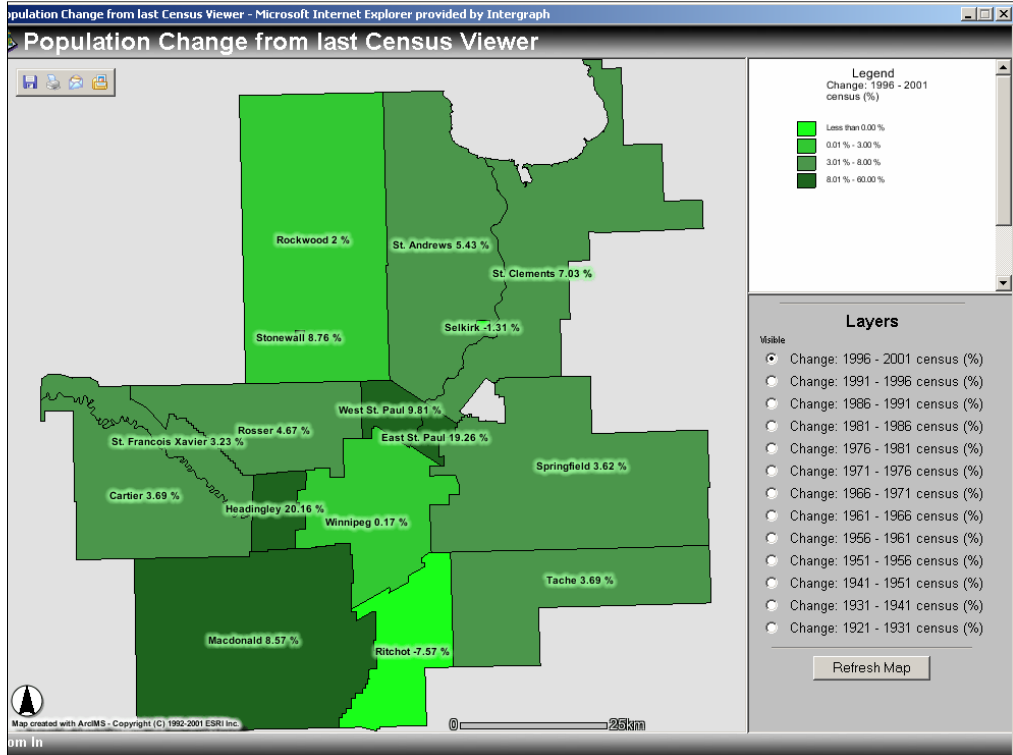 opulation Change from last Census Viewer - Microsoft Internet Explorer provided by Intergraph
Population Change from last Census Viewer
Legend
Change: 1996 - 2001
census (%)
Less than 0.00 %
0.01 % - 3.00 %
3.01 % - 8.00 %
8.01 % - 60.00 %
Rockwood 2 %
St. Andrews 5.43 %
St. Clements 7.03 %
Selkirk -1.31 %
Stonewall 8.76 %
West St. Paul 9.81 %
Rosser 4.67 %
East St. Paul 19.26 %
St. Francois Xavier 3.23 %
Springfield 3.62 %
Cartier 3.69 %
Headingley 20.16 %
Winnipeg 0.17 %
Tache 3.69 %
Macdonald 8.57 %
Ritchot -7.57 %
Map created with ArcIMS - Copyright (C) 1992-2001 ESRI Inc.
0 25km
Layers
Visible
Change: 1996 - 2001 census (%)
Change: 1991 - 1996 census (%)
Change: 1986 - 1991 census (%)
Change: 1981 - 1986 census (%)
Change: 1976 - 1981 census (%)
Change: 1971 - 1976 census (%)
Change: 1966 - 1971 census (%)
Change: 1961 - 1966 census (%)
Change: 1956 - 1961 census (%)
Change: 1951 - 1956 census (%)
Change: 1941 - 1951 census (%)
Change: 1931 - 1941 census (%)
Change: 1921 - 1931 census (%)
Refresh Map
om In